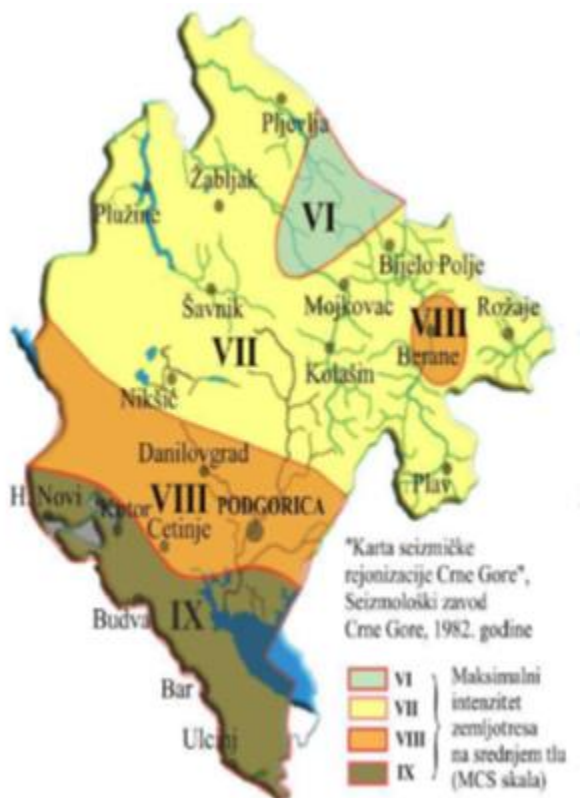 Pljevlja
Žabljak
Plužine
VI
Bijelo Polje
Šavnik
Mojkovac
VIII
Rožaje
VII
Berane
Kolašin
Nikšić
Danilovgrad
Plav
H. Novi
VIII
PODGORICA
Kotor
Cetinje
"Karta seizmičke
rejonizacije Crne Gore",
Seizmološki zavod
Crne Gore, 1982. godine
Budva
IX
Bar
Ulcinj
VI
VII
VIII
IX
Maksimalni
intenzitet
zemljotresa
na srednjem tlu
(MCS skala)